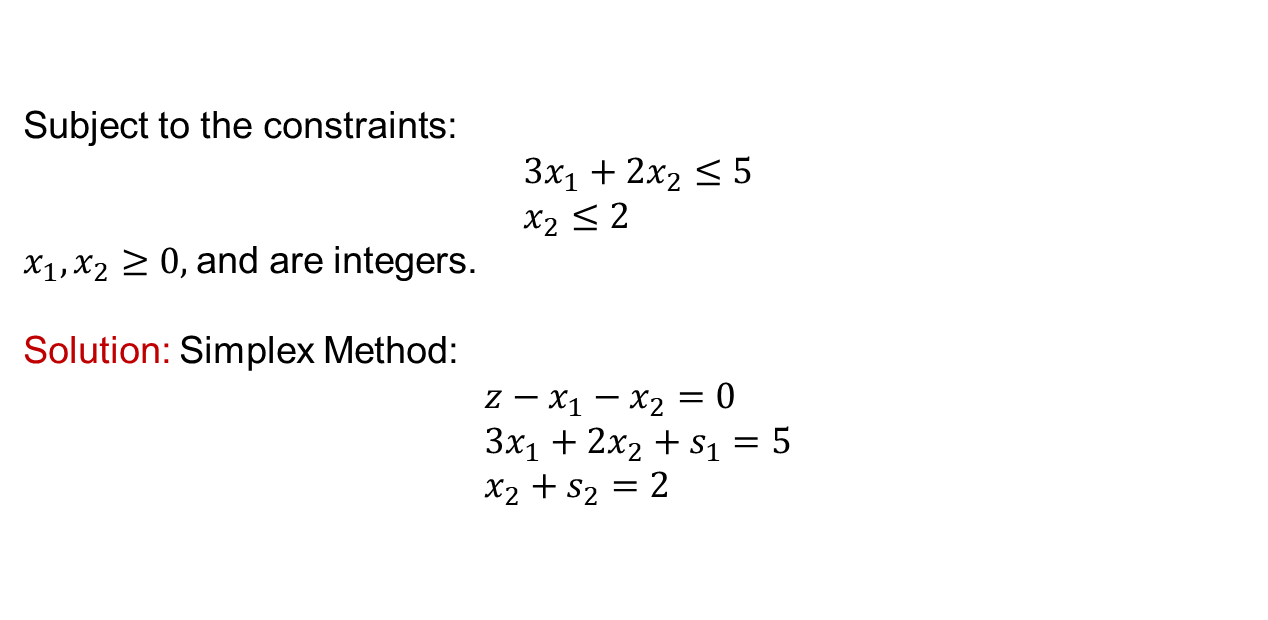 Subject to the constraints:
3x₁ + 2x₂ ≤ 5
x₂ ≤ 2
x₁, x₂ ≥ 0, and are integers.
Solution: Simplex Method:
z − x₁ − x₂ = 0
3x₁ + 2x₂ + s₁ = 5
x₂ + s₂ = 2